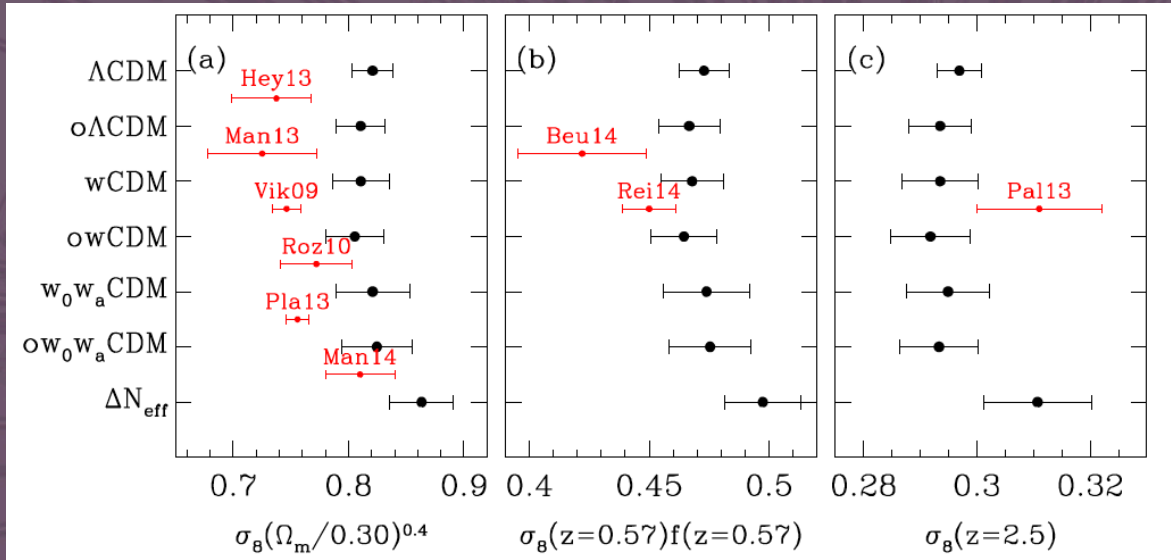 (a)
(b)
(c)
ΛCDM
Hey13
oΛCDM
Man13
Beu14
wCDM
Vik09
Rei14
Pal13
owCDM
Roz10
w₀wₐCDM
Pla13
ow₀wₐCDM
Man14
ΔN_eff
0.7 0.8 0.9
0.4 0.45 0.5
0.28 0.3 0.32
σ₈(Ωₘ/0.30)⁰·⁴
σ₈(z=0.57)f(z=0.57)
σ₈(z=2.5)